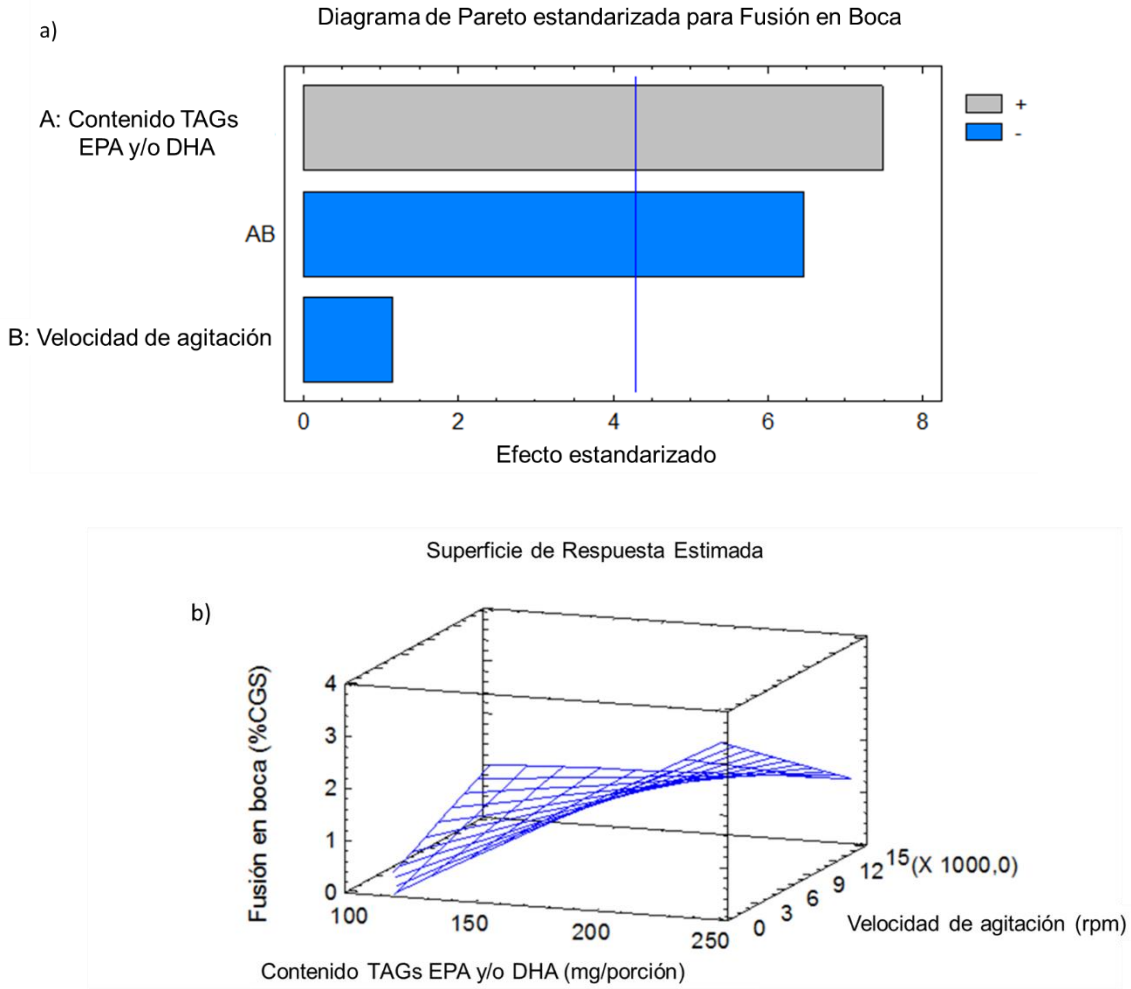 a)
Diagrama de Pareto estandarizada para Fusión en Boca
A: Contenido TAGs
EPA y/o DHA
AB
B: Velocidad de agitación
+
-
0 2 4 6 8
Efecto estandarizado
Superficie de Respuesta Estimada
b)
Fusión en boca (%CGS)
4
3
2
1
0
100 150 200 250
Contenido TAGs EPA y/o DHA (mg/porción)
0 3 6 9 12 15 (X 1000,0)
Velocidad de agitación (rpm)